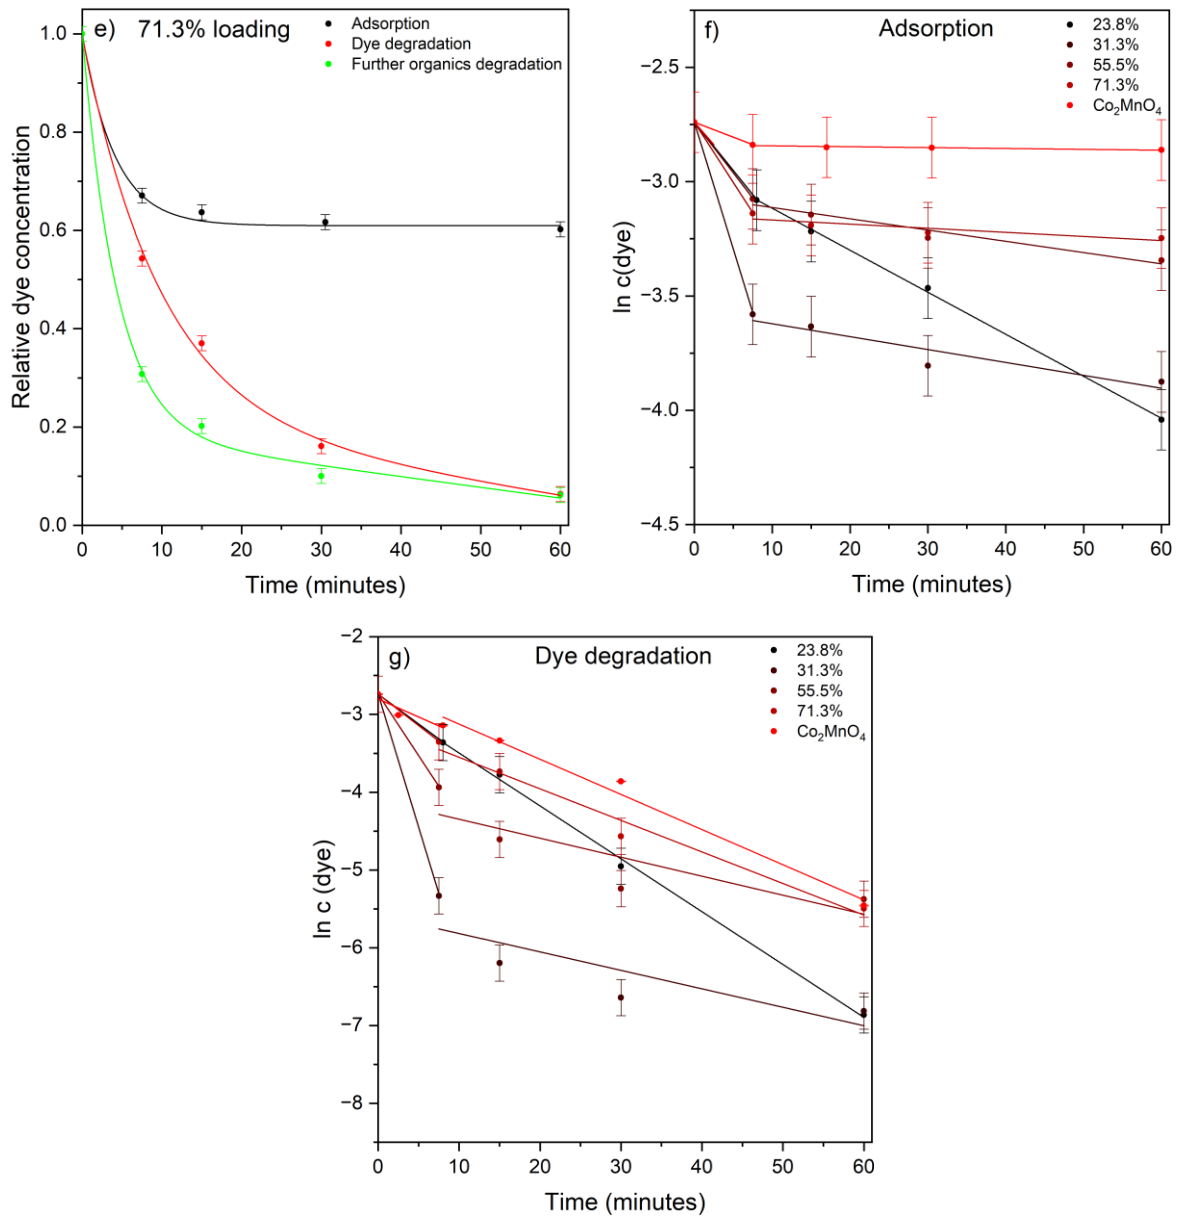 e) 71.3% loading
Adsorption
Dye degradation
Further organics degradation
Relative dye concentration
1.0
0.8
0.6
0.4
0.2
0.0
0 10 20 30 40 50 60
Time (minutes)
f) Adsorption
23.8%
31.3%
55.5%
71.3%
Co₂MnO₄
ln c(dye)
−2.5
−3.0
−3.5
−4.0
−4.5
0 10 20 30 40 50 60
Time (minutes)
g) Dye degradation
23.8%
31.3%
55.5%
71.3%
Co₂MnO₄
ln c (dye)
−2
−3
−4
−5
−6
−7
−8
0 10 20 30 40 50 60
Time (minutes)